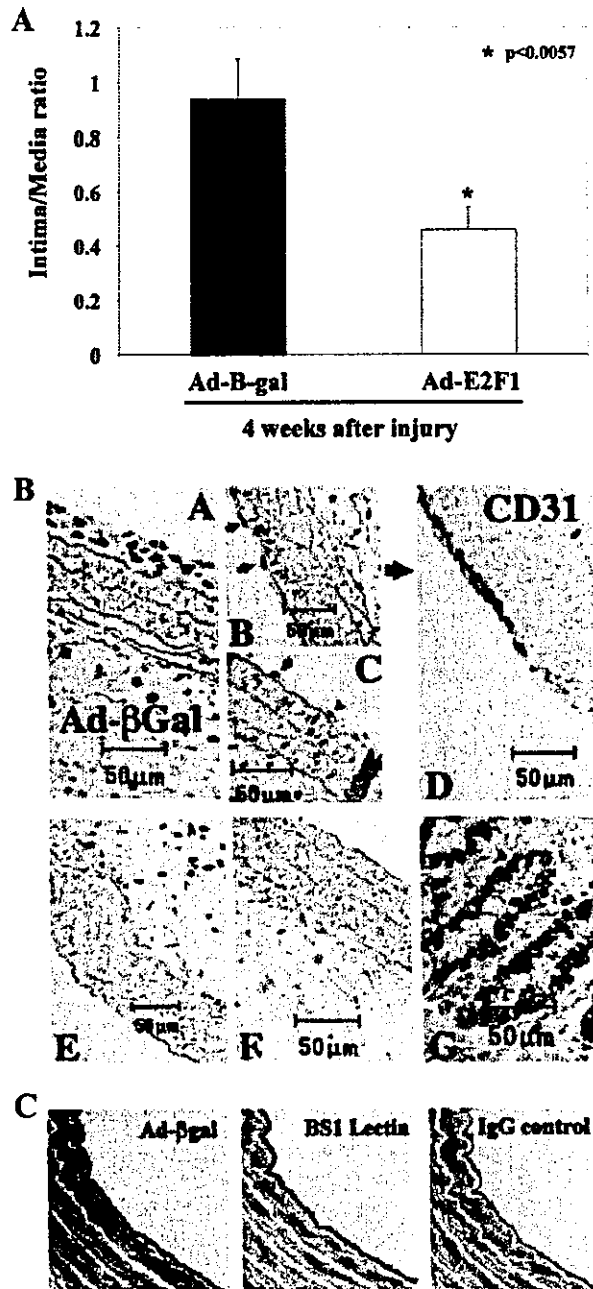 A
1.2
* p<0.0057
1
0.8
0.6
0.4
0.2
0
Intima/Media ratio
*
Ad-B-gal
Ad-E2F1
4 weeks after injury
B
A
Ad-βGal
50μm
B
50μm
C
50μm
CD31
D
50μm
E
50μm
F
50μm
G
50μm
C
Ad-βgal
BS1 Lectin
IgG control